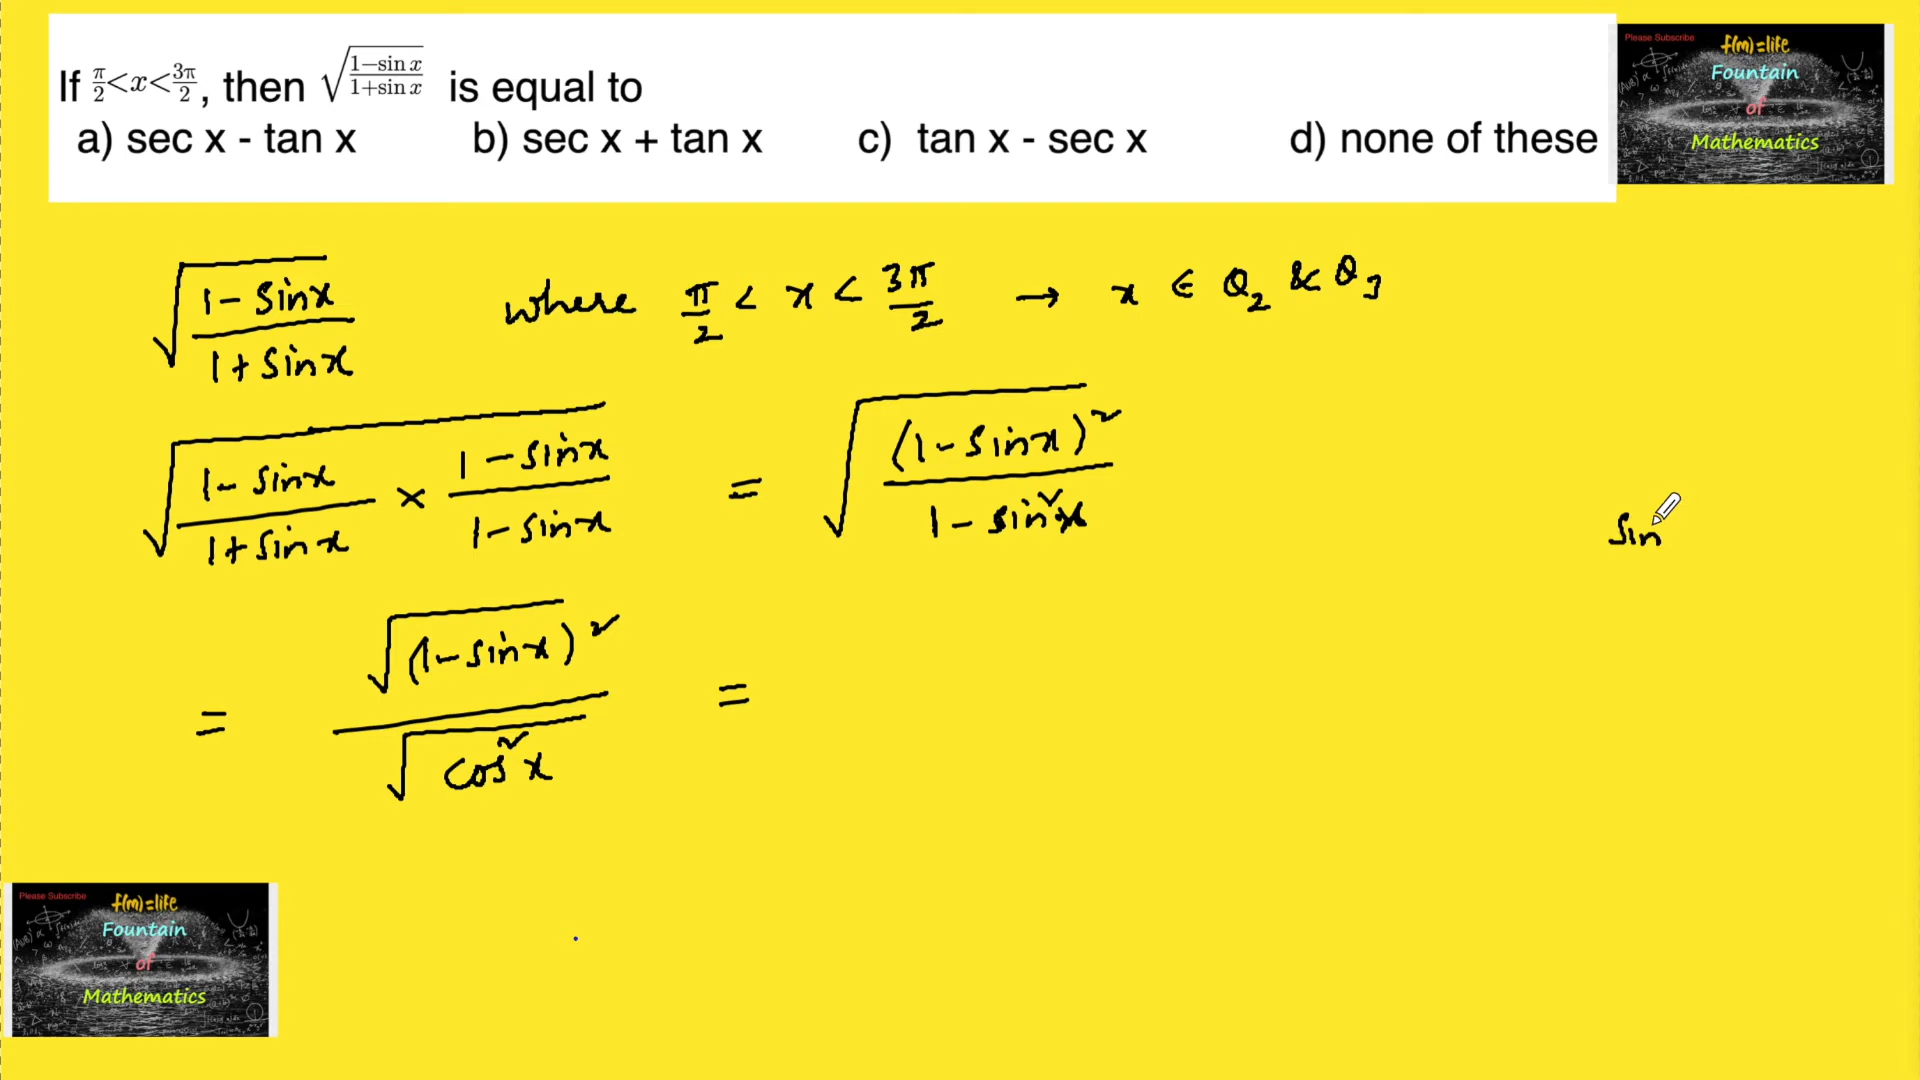 If π/2<x<3π/2, then √((1−sin x)/(1+sin x)) is equal to
a) sec x - tan x b) sec x + tan x c) tan x - sec x d) none of these
Please Subscribe
f(m)=life
Fountain
of
Mathematics
√((1 - Sinx)/(1 + Sinx)) where π/2 < x < 3π/2 → x ∈ Q₂ & Q₃
√((1 - sinx)/(1 + sinx) × (1 - sinx)/(1 - sinx)) = √((1 - sinx)²/(1 - sin²x))
sin
= √(1 - sinx)²/√cos²x =
Please Subscribe
f(m)=life
Fountain
of
Mathematics